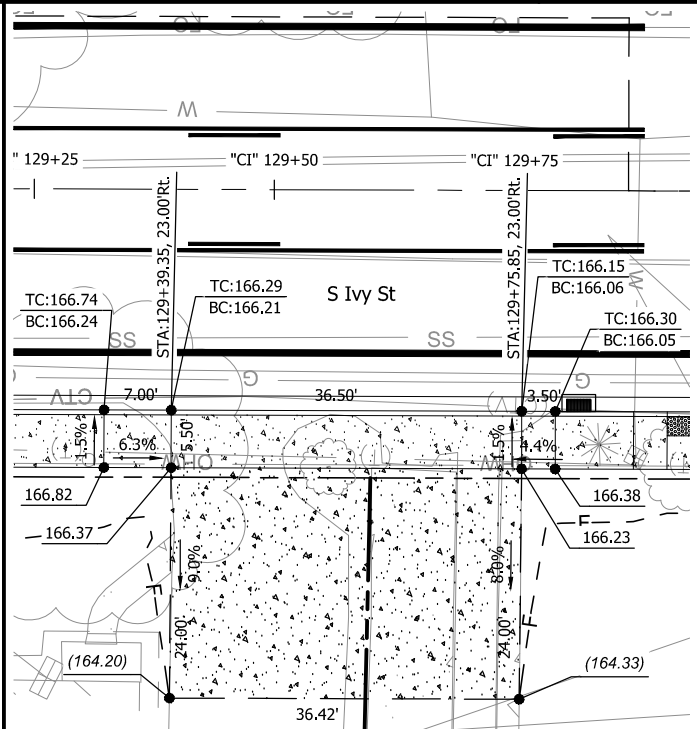 W
" 129+25
"CI" 129+50
"CI" 129+75
STA:129+39.35, 23.00'Rt.
STA:129+75.85, 23.00'Rt.
W
TC:166.74
BC:166.24
TC:166.29
BC:166.21
S Ivy St
TC:166.15
BC:166.06
TC:166.30
BC:166.05
SS
SS
G
G
CTV
7.00'
36.50'
3.50'
1.5%
6.3%
5.50'
1.5%
4.4%
OHW
166.82
166.37
166.38
166.23
F
F
F
9.0%
8.0%
24.00'
24.00'
(164.20)
(164.33)
36.42'